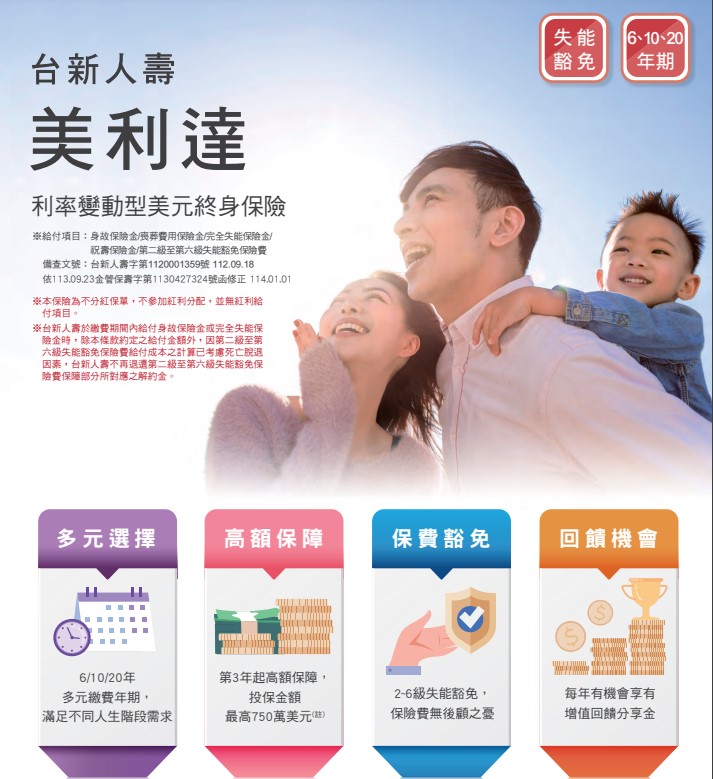 失能
豁免
6、10、20
年期
台新人壽
美利達
利率變動型美元終身保險
※給付項目：身故保險金/喪葬費用保險金/完全失能保險金/
祝壽保險金/第二級至第六級失能豁免保險費
備查文號：台新人壽字第1120001359號 112.09.18
依113.09.23金管保壽字第1130427324號函修正 114.01.01
※本保險為不分紅保單，不參加紅利分配，並無紅利給
付項目。
※台新人壽於繳費期間內給付身故保險金或完全失能保
險金時，除本條款約定之給付金額外，因第二級至第
六級失能豁免保險費給付成本之計算已考慮死亡脫退
因素，台新人壽不再退還第二級至第六級失能豁免保
險費保障部分所對應之解約金。
多元選擇
6/10/20年
多元繳費年期，
滿足不同人生階段需求
高額保障
第3年起高額保障，
投保金額
最高750萬美元(註)
保費豁免
2-6級失能豁免，
保險費無後顧之憂
回饋機會
每年有機會享有
增值回饋分享金